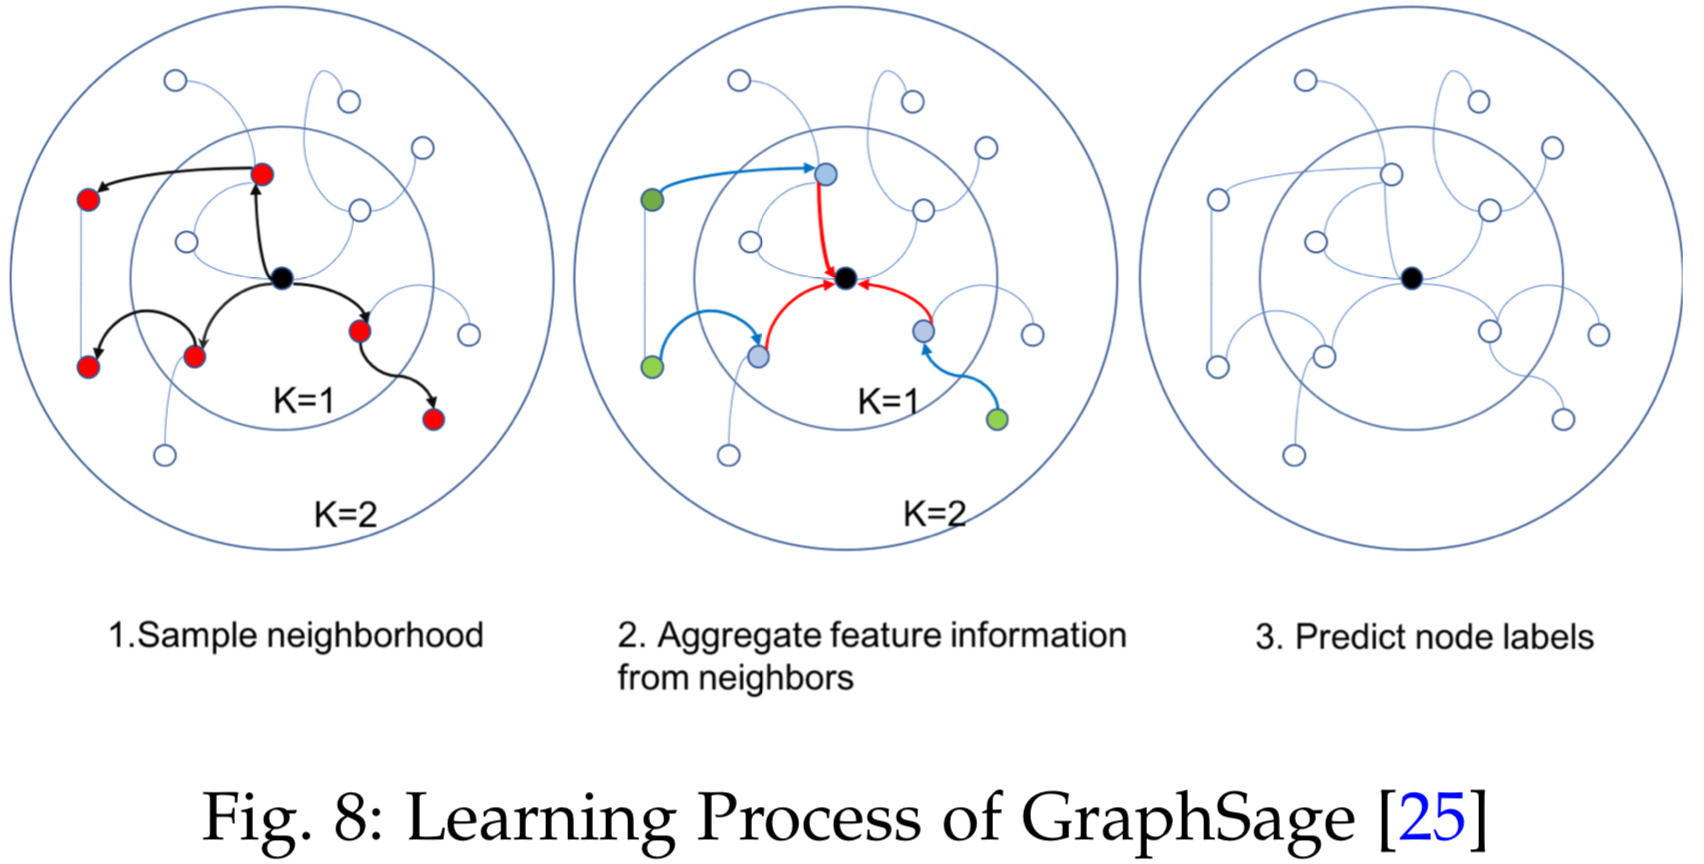 K=1
K=2
K=1
K=2
1.Sample neighborhood
2. Aggregate feature information
from neighbors
3. Predict node labels
Fig. 8: Learning Process of GraphSage [25]